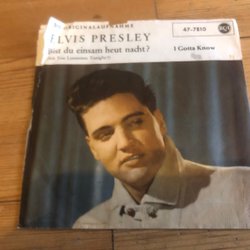 ORIGINALAUFNAHME
ELVIS PRESLEY
47-7810
RCA
Bist du einsam heut nacht?
I Gotta Know
(Are You Lonesome Tonight?)